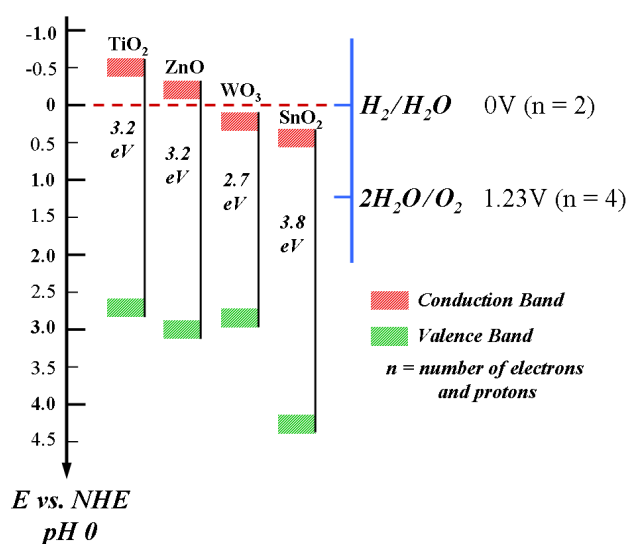 -1.0
-0.5
0
0.5
1.0
1.5
2.0
2.5
3.0
3.5
4.0
4.5
TiO₂
ZnO
WO₃
SnO₂
3.2 eV
3.2 eV
2.7 eV
3.8 eV
H₂/H₂O 0V (n = 2)
2H₂O/O₂ 1.23V (n = 4)
Conduction Band
Valence Band
n = number of electrons
and protons
E vs. NHE
pH 0